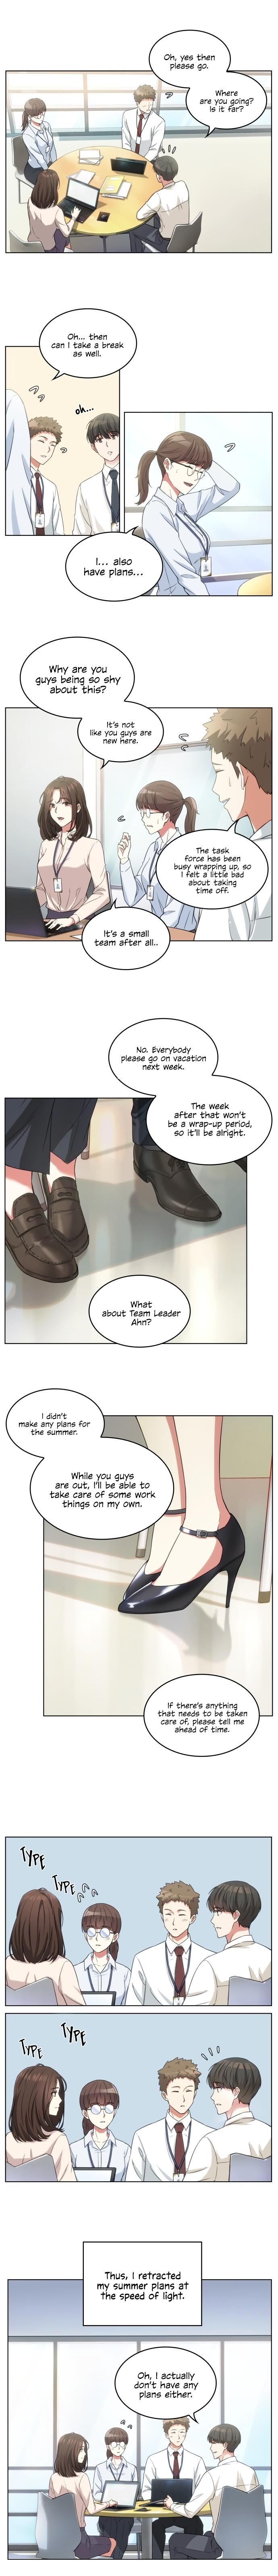 Oh, yes then
please go.
Where
are you going?
Is it far?
Oh... then
can I take a break
as well.
oh...
I... also
have plans...
Why are you
guys being so shy
about this?
It's not
like you guys are
new here.
The task
force has been
busy wrapping up, so
I felt a little bad
about taking
time off.
It's a small
team after all..
No. Everybody
please go on vacation
next week.
The week
after that won't
be a wrap-up period,
so it'll be alright.
What
about Team Leader
Ahn?
I didn't
make any plans for
the summer.
While you guys
are out, I'll be able to
take care of some work
things on my own.
If there's anything
that needs to be taken
care of, please tell me
ahead of time.
TYPE
TYPE
TYPE
TYPE
Thus, I retracted
my summer plans at
the speed of light.
Oh, I actually
don't have any
plans either.